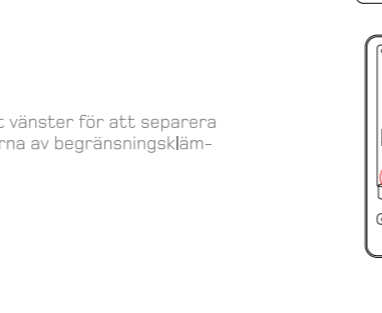 t vänster för att separera
rna av begränsningskläm-